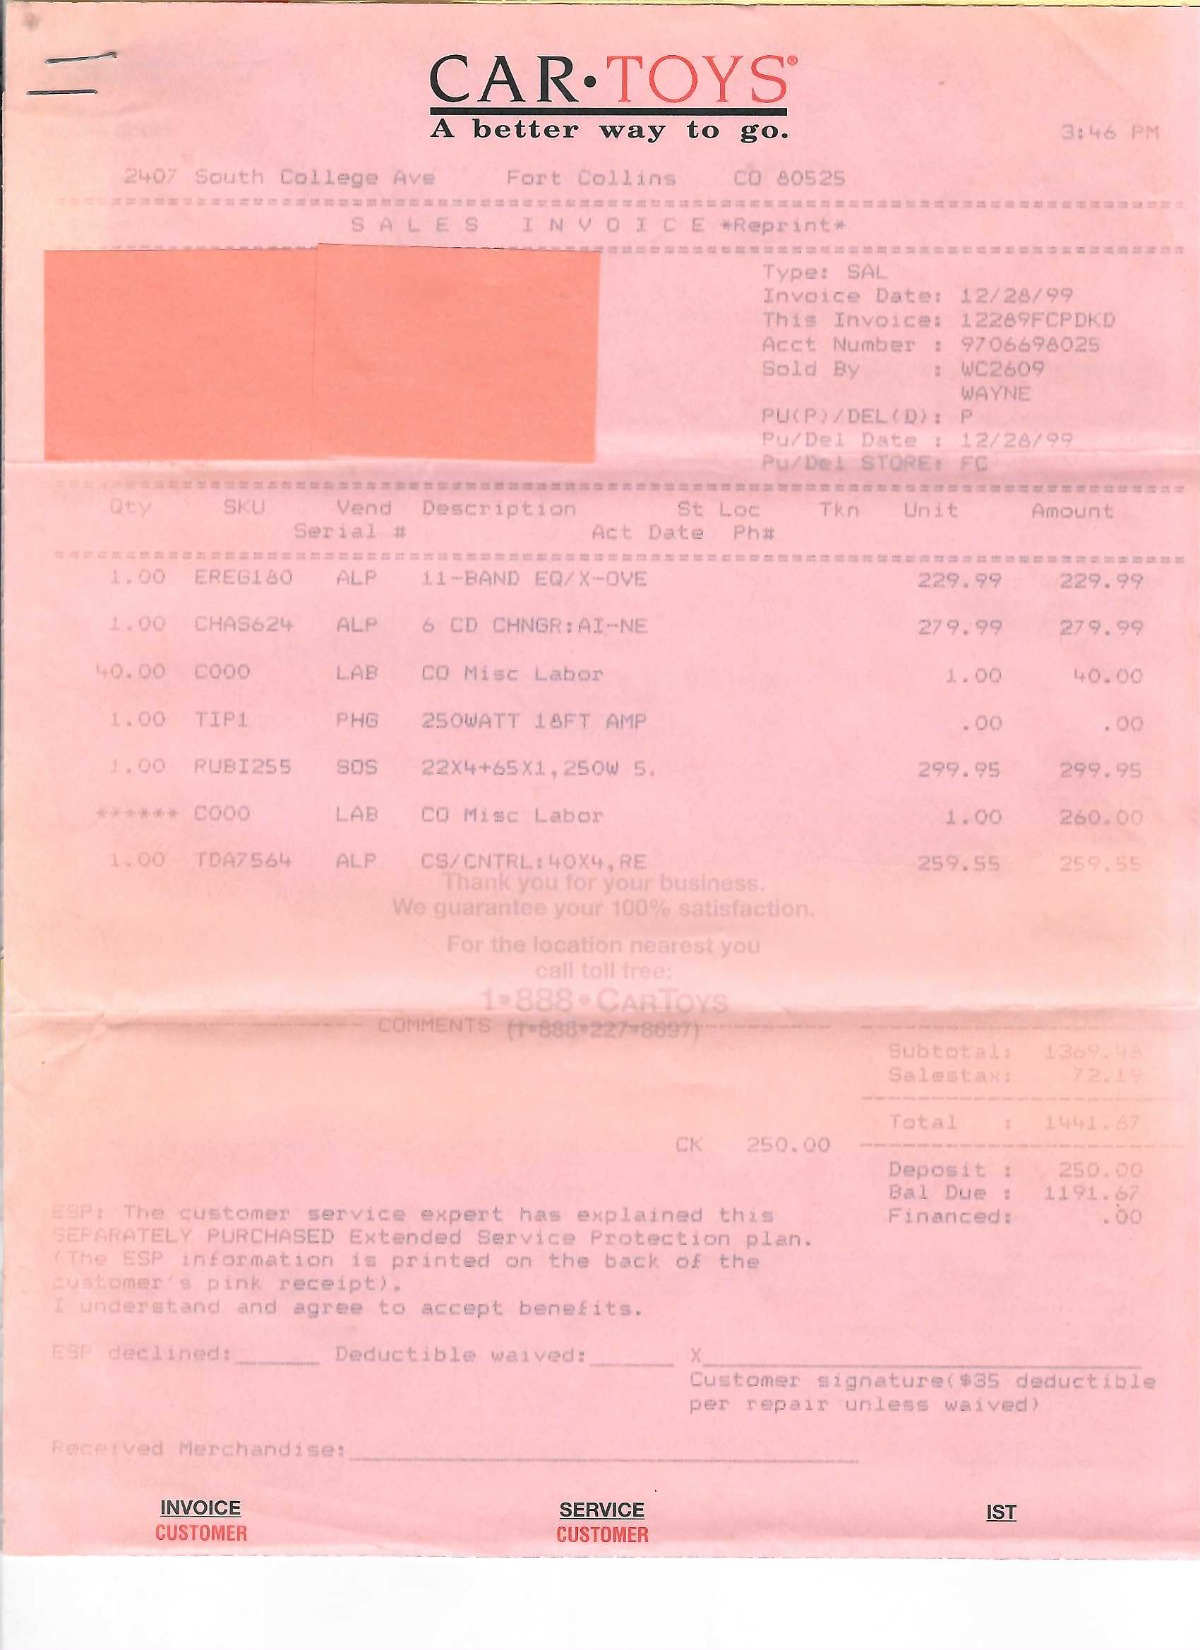 CAR•TOYS®
A better way to go.
3:46 PM
2407 South College Ave Fort Collins CO 80525
S A L E S I N V O I C E *Reprint*
Type: SAL
Invoice Date: 12/28/99
This Invoice: 12289FCPDKD
Acct Number : 9706698025
Sold By : WC2609
WAYNE
PU(P)/DEL(D): P
Pu/Del Date : 12/28/99
Pu/Del STORE: FC
Qty SKU Vend Description St Loc Tkn Unit Amount
Serial # Act Date Ph#
1.00 EREG180 ALP 11-BAND EQ/X-OVE 229.99 229.99
1.00 CHAS624 ALP 6 CD CHNGR:AI-NE 279.99 279.99
40.00 C000 LAB CO Misc Labor 1.00 40.00
1.00 TIP1 PHG 250WATT 18FT AMP .00 .00
1.00 RUBI255 SOS 22X4+65X1,250W 5. 299.95 299.95
****** C000 LAB CO Misc Labor 1.00 260.00
1.00 TDA7564 ALP CS/CNTRL:40X4,RE 259.55 259.55
Thank you for your business.
We guarantee your 100% satisfaction.
For the location nearest you
call toll free:
1•888•CARTOYS
COMMENTS (1•888•227•8697)
Subtotal: 1369.48
Salestax: 72.19
Total : 1441.67
CK 250.00
Deposit : 250.00
Bal Due : 1191.67
Financed: .00
ESP: The customer service expert has explained this
SEPARATELY PURCHASED Extended Service Protection plan.
(The ESP information is printed on the back of the
customer's pink receipt).
I understand and agree to accept benefits.
ESP declined:______ Deductible waived:______ X
Customer signature($35 deductible
per repair unless waived)
Received Merchandise:
INVOICE SERVICE IST
CUSTOMER CUSTOMER